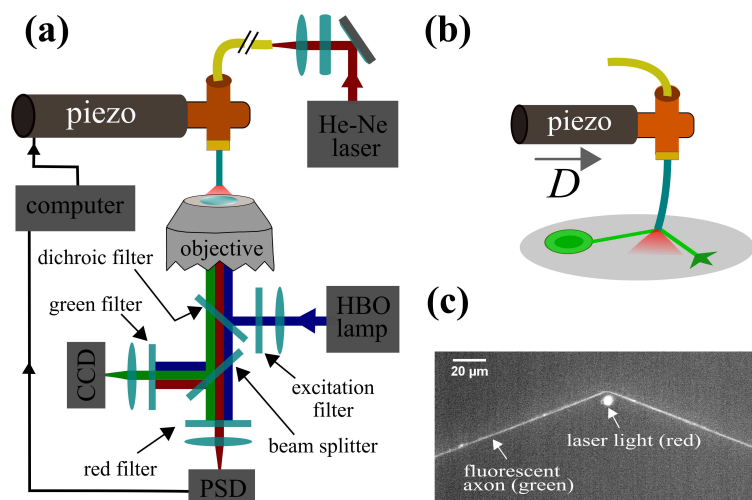 (a)
piezo
He-Ne
laser
computer
objective
dichroic filter
green filter
HBO
lamp
CCD
excitation
filter
beam splitter
red filter
PSD
(b)
piezo
D
(c)
20 µm
laser light (red)
fluorescent
axon (green)